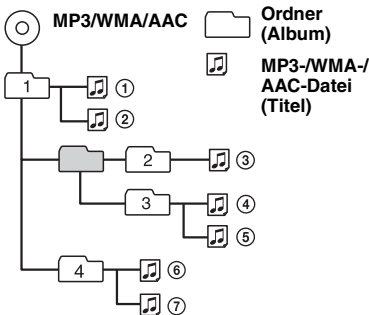 MP3/WMA/AAC
Ordner
(Album)
MP3-/WMA-/
AAC-Datei
(Titel)
1
①
②
2
③
3
④
⑤
4
⑥
⑦